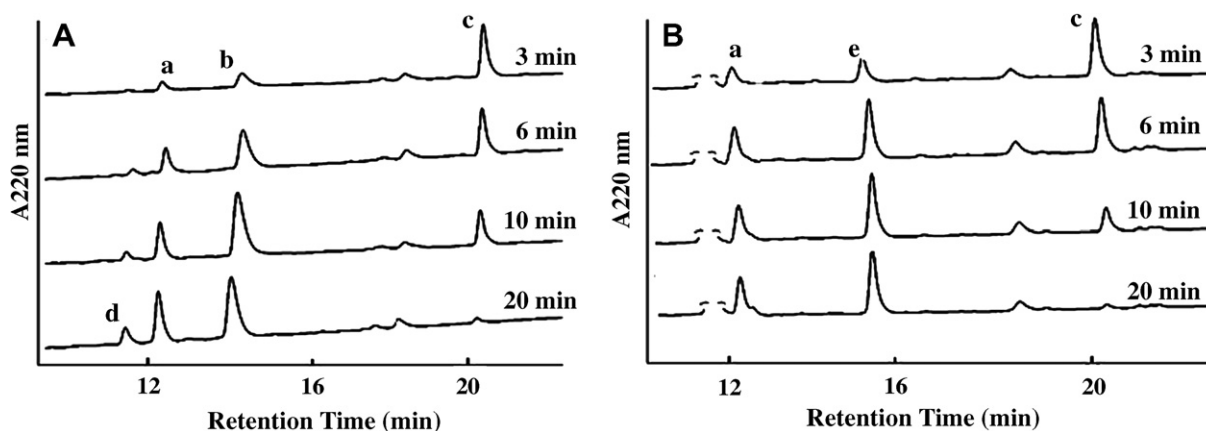 A
c
3 min
a
b
6 min
10 min
20 min
d
A220 nm
12
16
20
Retention Time (min)
B
c
3 min
a
e
6 min
10 min
20 min
A220 nm
12
16
20
Retention Time (min)